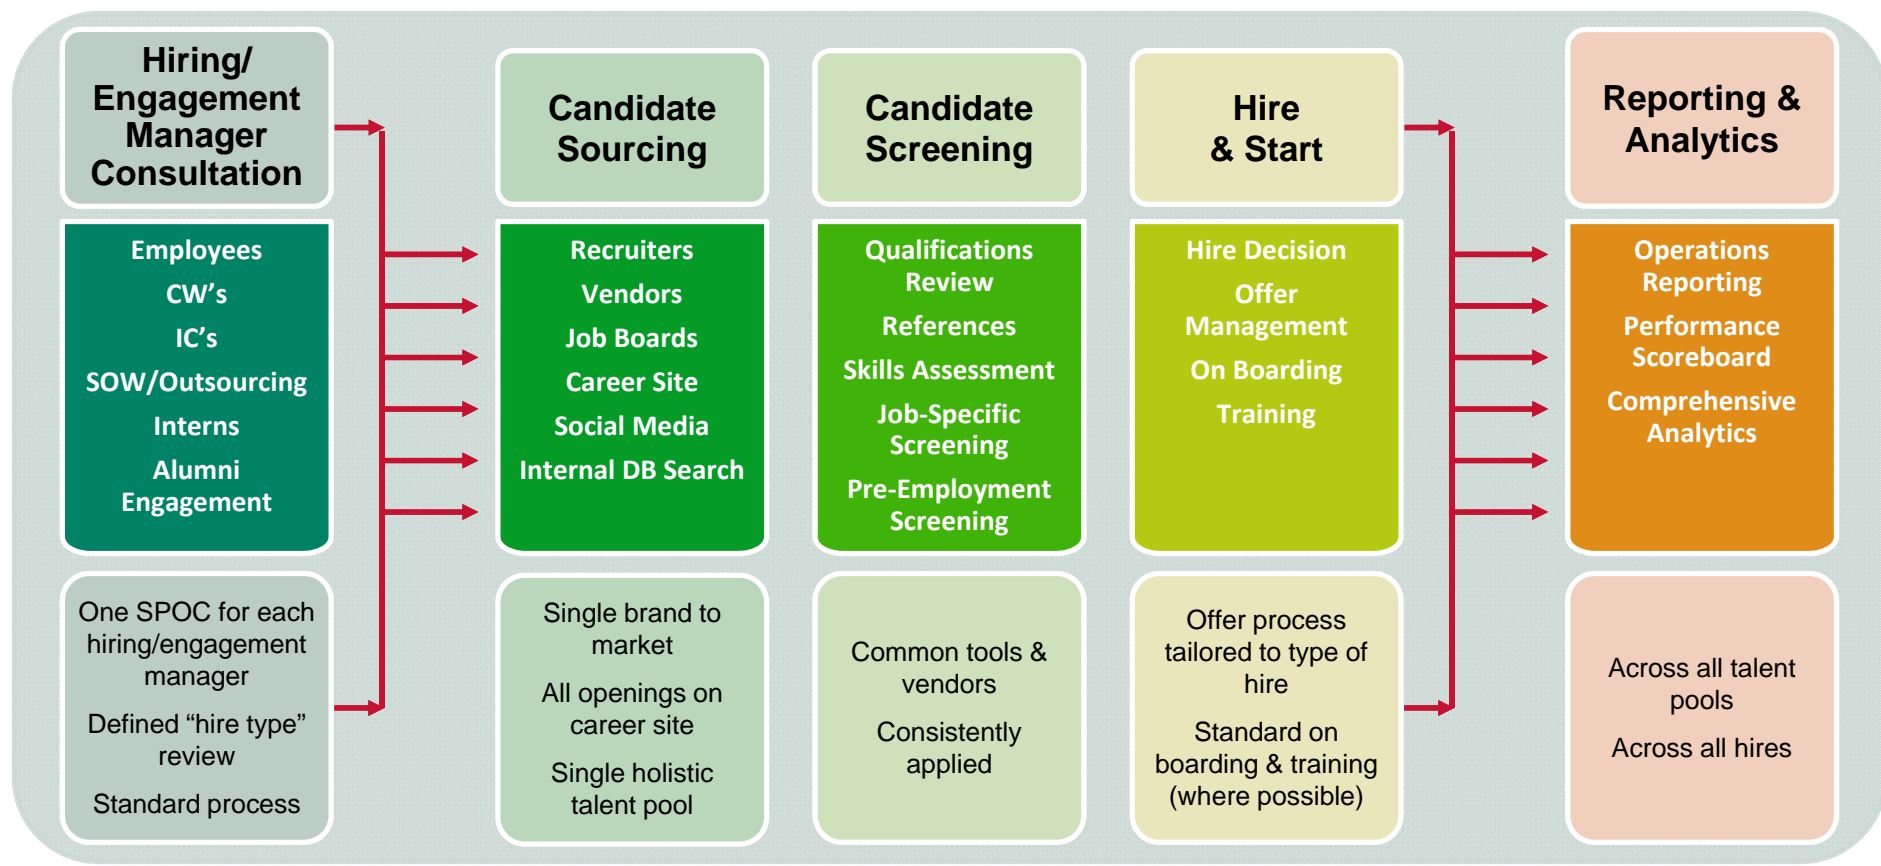 Hiring/
Engagement
Manager
Consultation
Employees
CW’s
IC’s
SOW/Outsourcing
Interns
Alumni
Engagement
One SPOC for each
hiring/engagement
manager
Defined “hire type”
review
Standard process
Candidate
Sourcing
Recruiters
Vendors
Job Boards
Career Site
Social Media
Internal DB Search
Single brand to
market
All openings on
career site
Single holistic
talent pool
Candidate
Screening
Qualifications
Review
References
Skills Assessment
Job-Specific
Screening
Pre-Employment
Screening
Common tools &
vendors
Consistently
applied
Hire
& Start
Hire Decision
Offer
Management
On Boarding
Training
Offer process
tailored to type of
hire
Standard on
boarding & training
(where possible)
Reporting &
Analytics
Operations
Reporting
Performance
Scoreboard
Comprehensive
Analytics
Across all talent
pools
Across all hires